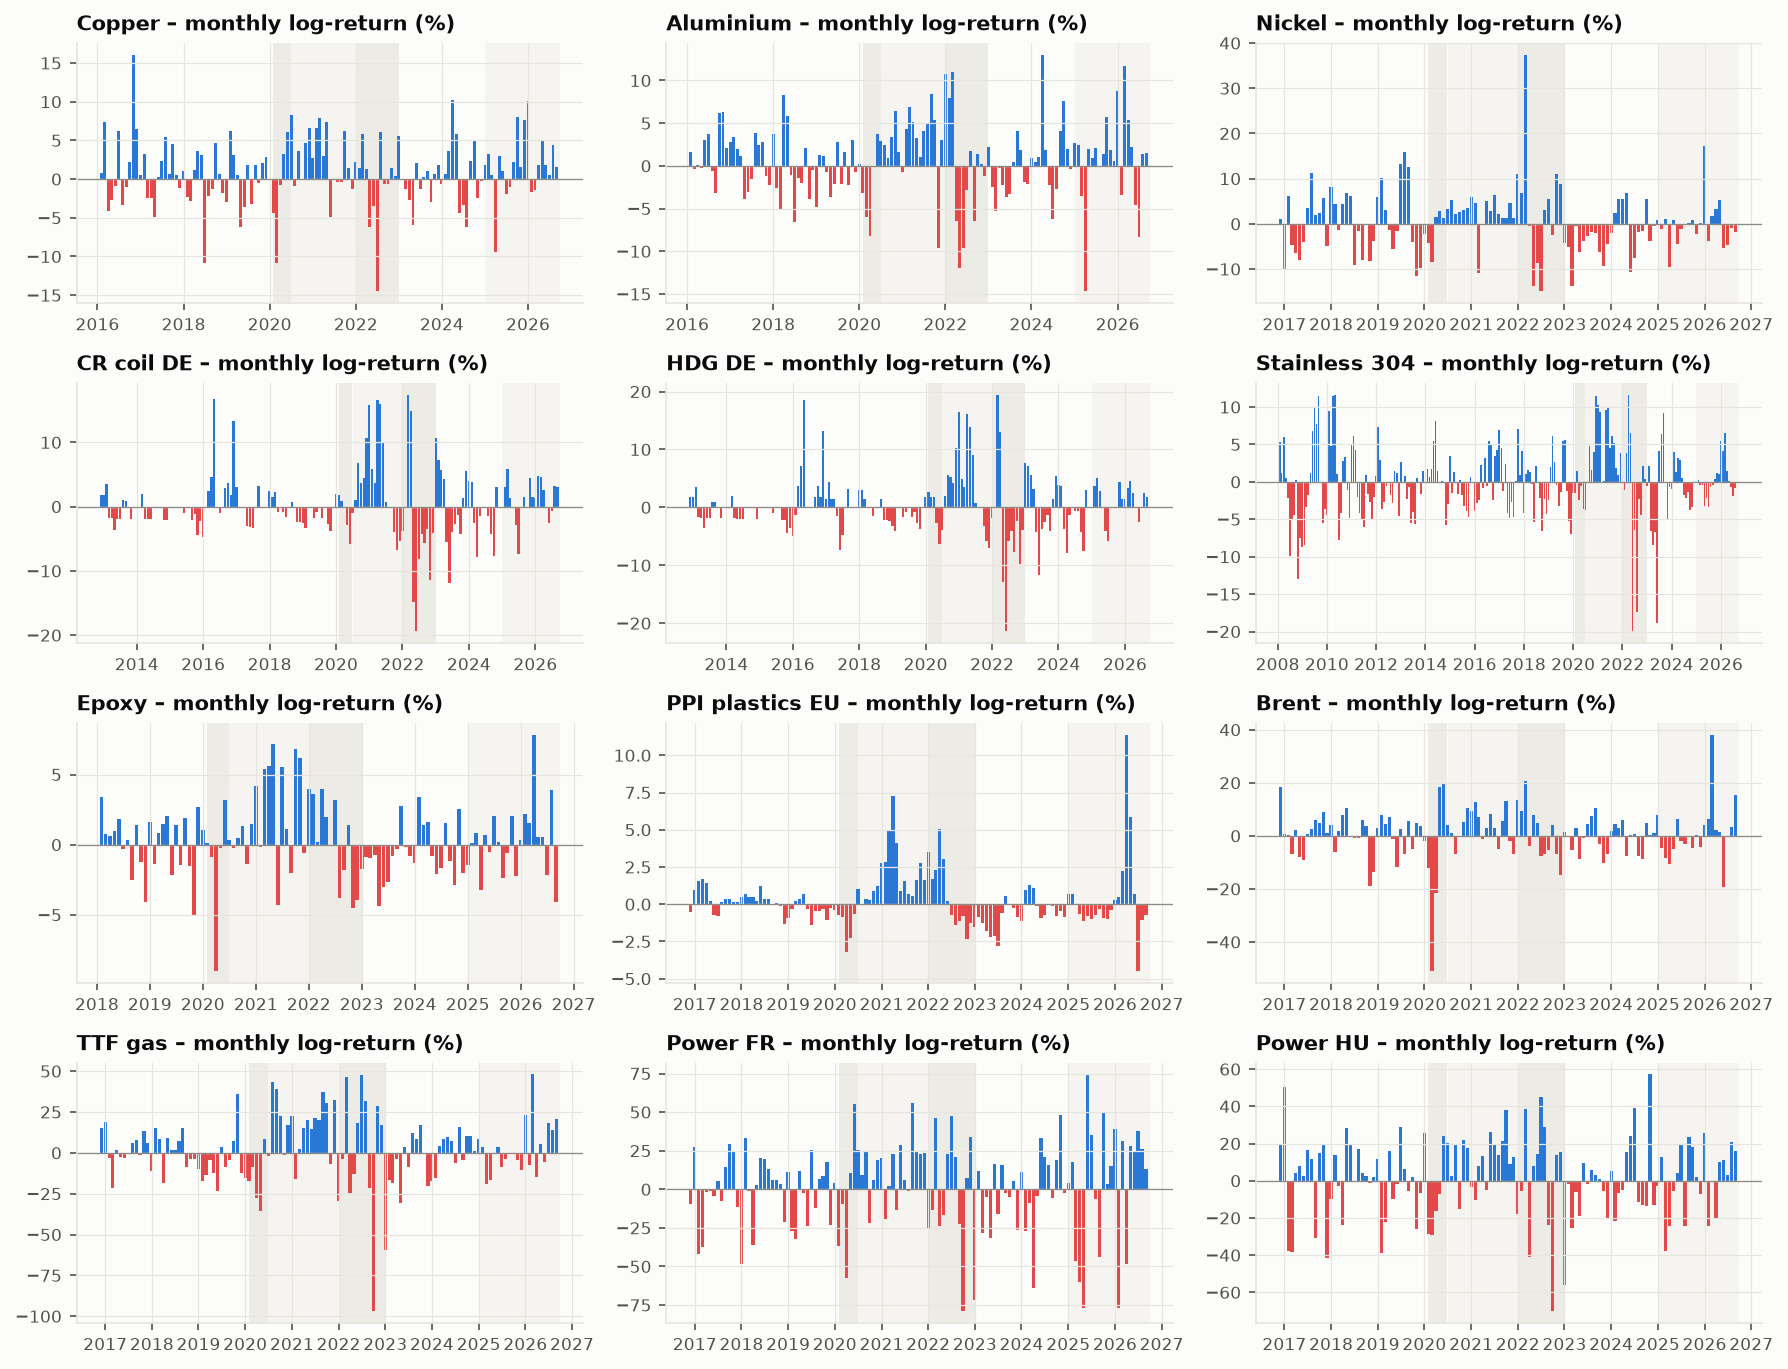 Copper – monthly log-return (%)
Aluminium – monthly log-return (%)
Nickel – monthly log-return (%)
15
10
5
0
−5
−10
−15
2016 2018 2020 2022 2024 2026
10
5
0
−5
−10
−15
2016 2018 2020 2022 2024 2026
40
30
20
10
0
−10
2017 2018 2019 2020 2021 2022 2023 2024 2025 2026 2027
CR coil DE – monthly log-return (%)
HDG DE – monthly log-return (%)
Stainless 304 – monthly log-return (%)
10
0
−10
−20
2014 2016 2018 2020 2022 2024 2026
20
10
0
−10
−20
2014 2016 2018 2020 2022 2024 2026
10
5
0
−5
−10
−15
−20
2008 2010 2012 2014 2016 2018 2020 2022 2024 2026
Epoxy – monthly log-return (%)
PPI plastics EU – monthly log-return (%)
Brent – monthly log-return (%)
5
0
−5
2018 2019 2020 2021 2022 2023 2024 2025 2026 2027
10.0
7.5
5.0
2.5
0.0
−2.5
−5.0
2017 2018 2019 2020 2021 2022 2023 2024 2025 2026 2027
40
20
0
−20
−40
2017 2018 2019 2020 2021 2022 2023 2024 2025 2026 2027
TTF gas – monthly log-return (%)
Power FR – monthly log-return (%)
Power HU – monthly log-return (%)
50
25
0
−25
−50
−75
−100
2017 2018 2019 2020 2021 2022 2023 2024 2025 2026 2027
75
50
25
0
−25
−50
−75
2017 2018 2019 2020 2021 2022 2023 2024 2025 2026 2027
60
40
20
0
−20
−40
−60
2017 2018 2019 2020 2021 2022 2023 2024 2025 2026 2027